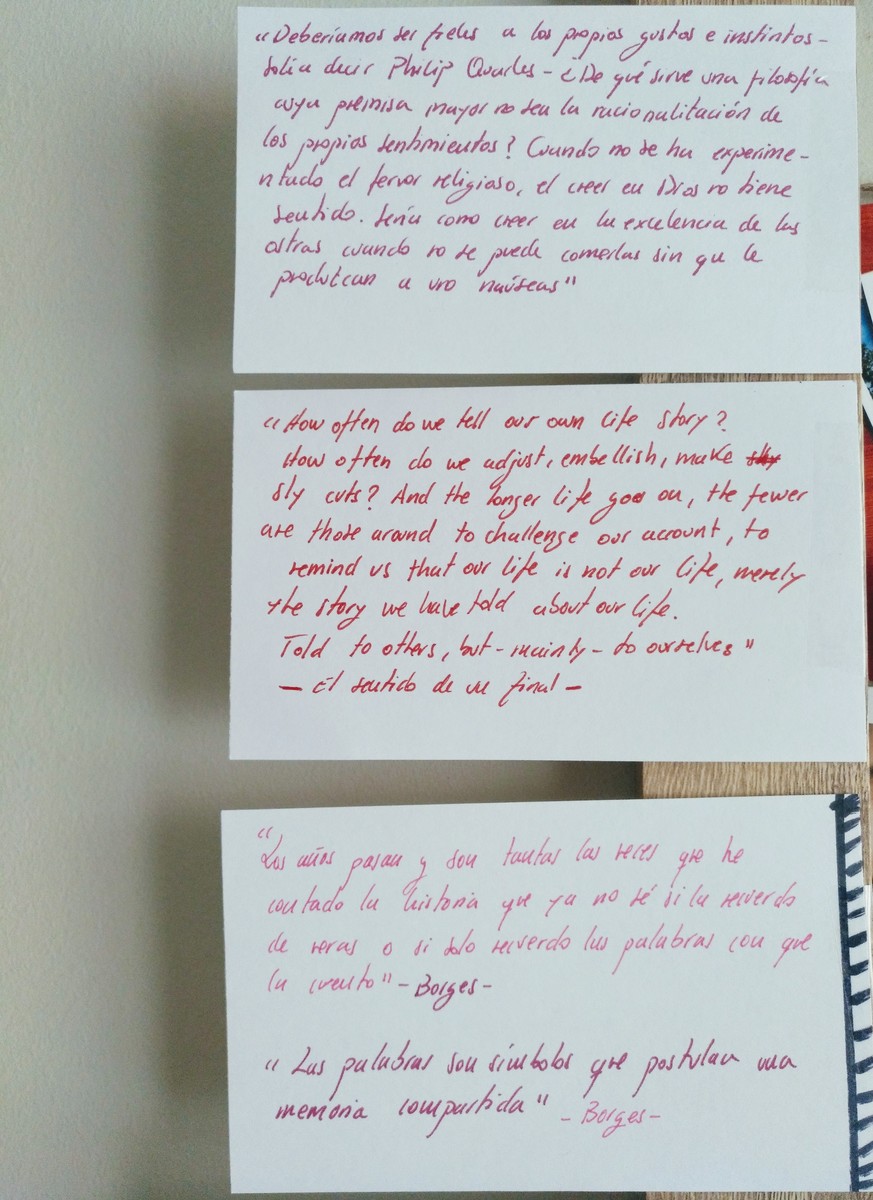 “Deberíamos ser fieles a los propios gustos e instintos –
solía decir Philip Quarles – ¿De qué sirve una filosofía
cuya premisa mayor no sea la racionalización de
los propios sentimientos? Cuando no se ha experime-
ntado el fervor religioso, el creer en Dios no tiene
sentido. Sería como creer en la excelencia de las
ostras cuando no se puede comerlas sin que le
produzcan a uno naúseas”
“How often do we tell our own life story?
How often do we adjust, embellish, make sly
sly cuts? And the longer life goes on, the fewer
are those around to challenge our account, to
remind us that our life is not our life, merely
the story we have told about our life.
Told to others, but – mainly – to ourselves”
– El sentido de un final –
“
Los años pasan y son tantas las veces que he
contado la historia que ya no sé si la recuerdo
de veras o si solo recuerdo las palabras con que
la cuento” – Borges –
“Las palabras son símbolos que postulan una
memoria compartida” – Borges –